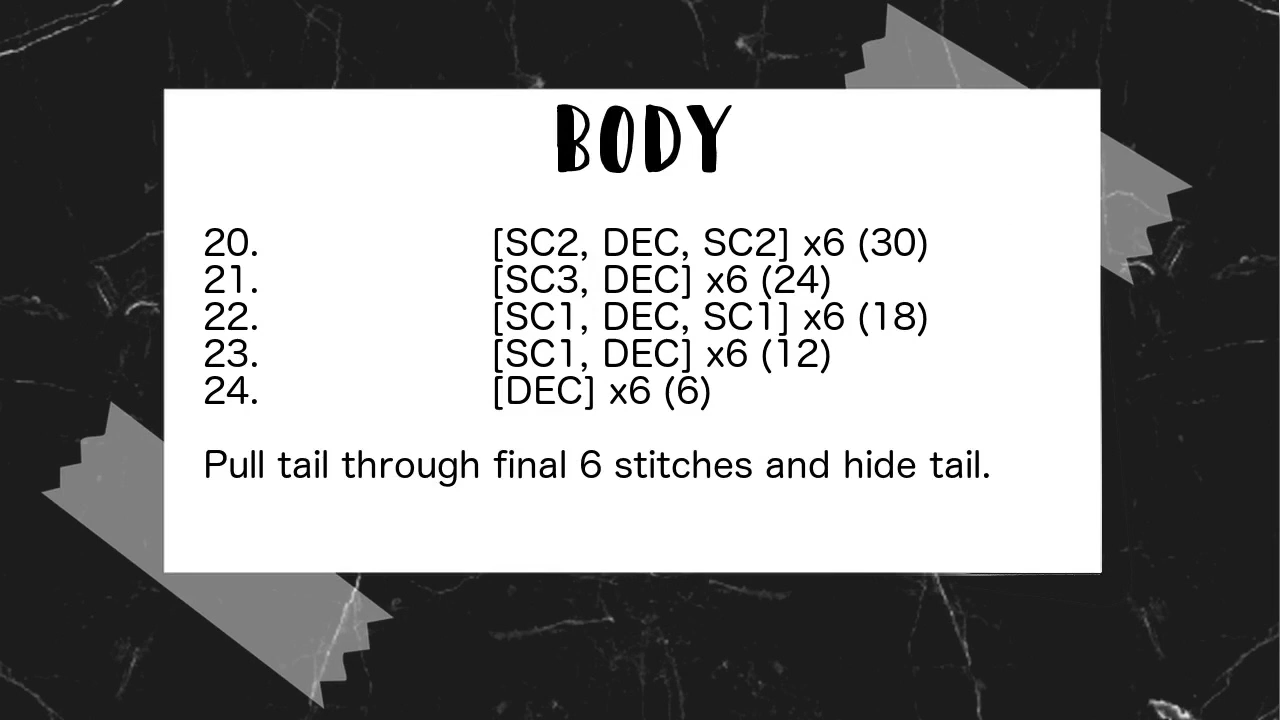 BODY
20. [SC2, DEC, SC2] x6 (30)
21. [SC3, DEC] x6 (24)
22. [SC1, DEC, SC1] x6 (18)
23. [SC1, DEC] x6 (12)
24. [DEC] x6 (6)
Pull tail through final 6 stitches and hide tail.